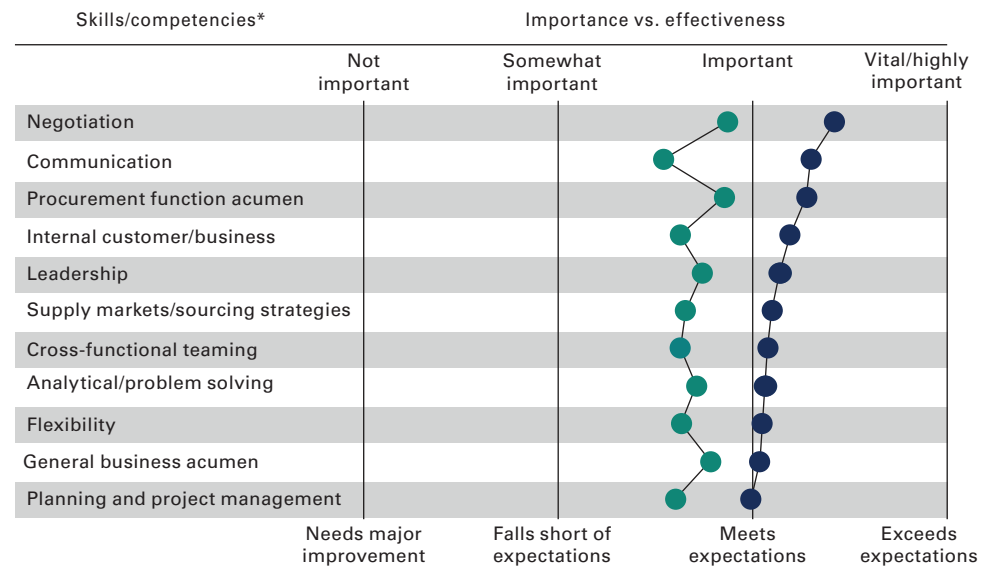 Skills/competencies*
Importance vs. effectiveness
Not
important
Somewhat
important
Important
Vital/highly
important
Negotiation
Communication
Procurement function acumen
Internal customer/business
Leadership
Supply markets/sourcing strategies
Cross-functional teaming
Analytical/problem solving
Flexibility
General business acumen
Planning and project management
Needs major
improvement
Falls short of
expectations
Meets
expectations
Exceeds
expectations